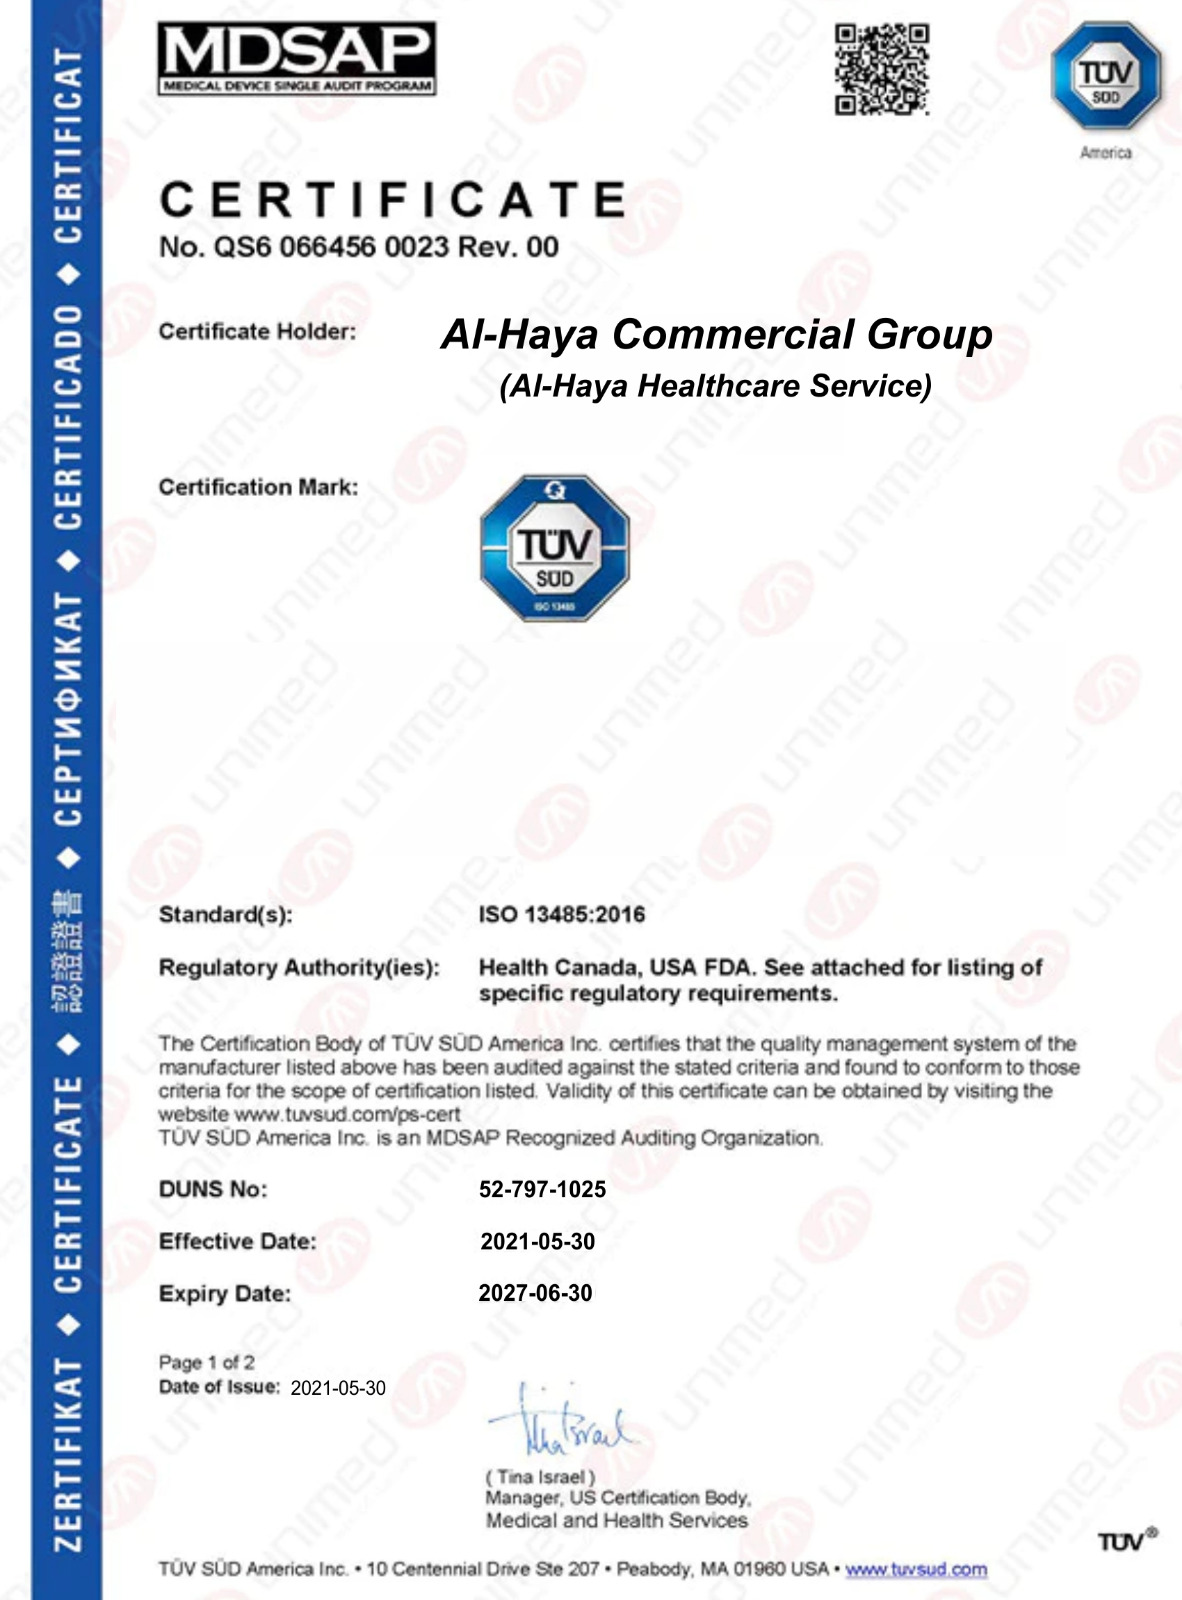 MDSAP
MEDICAL DEVICE SINGLE AUDIT PROGRAM
TÜV
SÜD
America
CERTIFICATE
No. QS6 066456 0023 Rev. 00
Certificate Holder: Al-Haya Commercial Group
(Al-Haya Healthcare Service)
Certification Mark:
TÜV
SÜD
ISO 13485
Standard(s): ISO 13485:2016
Regulatory Authority(ies): Health Canada, USA FDA. See attached for listing of
specific regulatory requirements.
The Certification Body of TÜV SÜD America Inc. certifies that the quality management system of the
manufacturer listed above has been audited against the stated criteria and found to conform to those
criteria for the scope of certification listed. Validity of this certificate can be obtained by visiting the
website www.tuvsud.com/ps-cert
TÜV SÜD America Inc. is an MDSAP Recognized Auditing Organization.
DUNS No: 52-797-1025
Effective Date: 2021-05-30
Expiry Date: 2027-06-30
Page 1 of 2
Date of Issue: 2021-05-30
Tina Israel
( Tina Israel )
Manager, US Certification Body,
Medical and Health Services
TÜV®
TÜV SÜD America Inc. • 10 Centennial Drive Ste 207 • Peabody, MA 01960 USA • www.tuvsud.com
ZERTIFIKAT ◆ CERTIFICATE ◆ 認證證書 ◆ СЕРТИФИКАТ ◆ CERTIFICADO ◆ CERTIFICAT
unimed